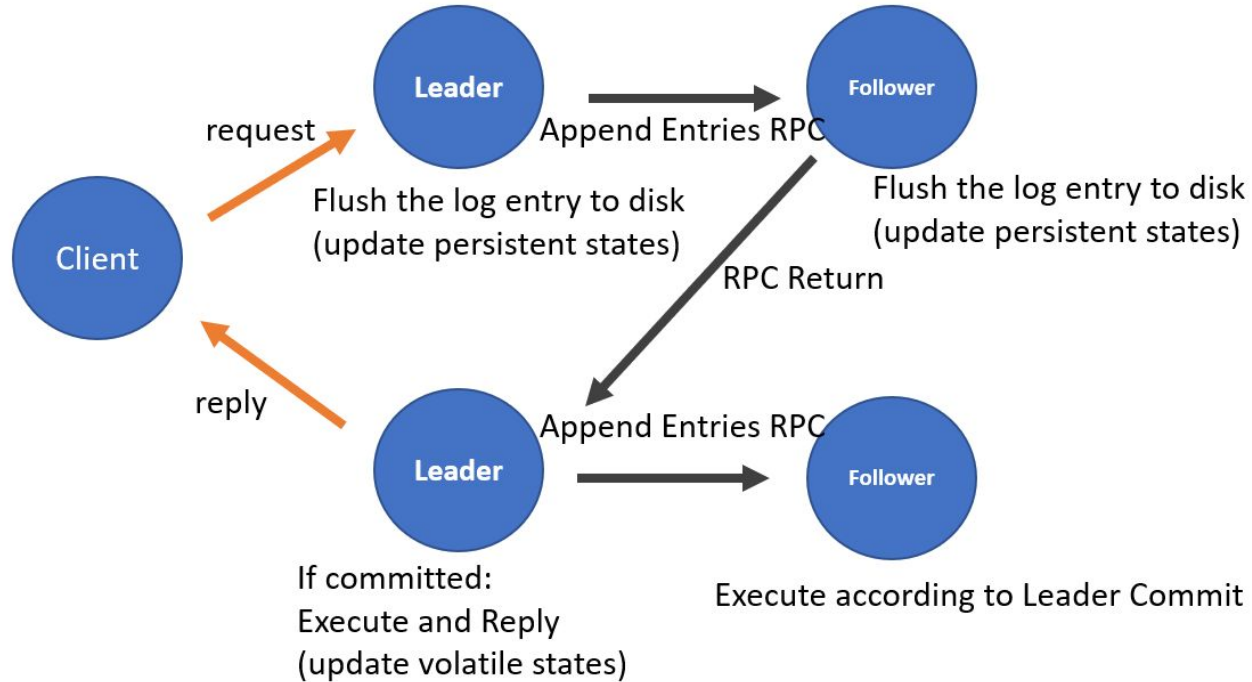 Leader
Follower
request
Append Entries RPC
Flush the log entry to disk
(update persistent states)
Flush the log entry to disk
(update persistent states)
Client
RPC Return
reply
Append Entries RPC
Leader
Follower
If committed:
Execute and Reply
(update volatile states)
Execute according to Leader Commit